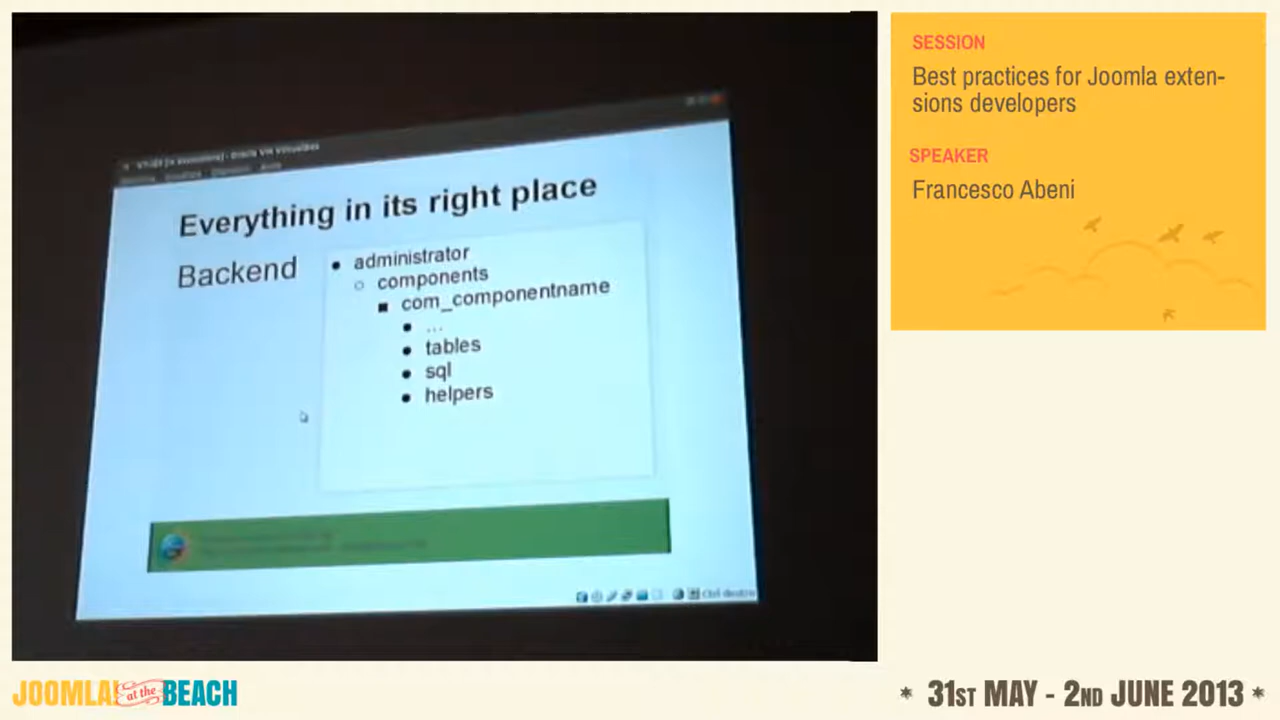 Everything in its right place
Backend
administrator
components
com_componentname
...
tables
sql
helpers
SESSION
Best practices for Joomla exten-
sions developers
SPEAKER
Francesco Abeni
JOOMLA! at the BEACH
* 31ST MAY - 2ND JUNE 2013 *